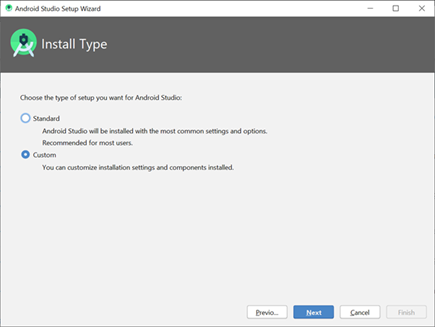 Android Studio Setup Wizard
Install Type
Choose the type of setup you want for Android Studio:
Standard
Android Studio will be installed with the most common settings and options.
Recommended for most users.
Custom
You can customize installation settings and components installed.
Previo...
Next
Cancel
Finish